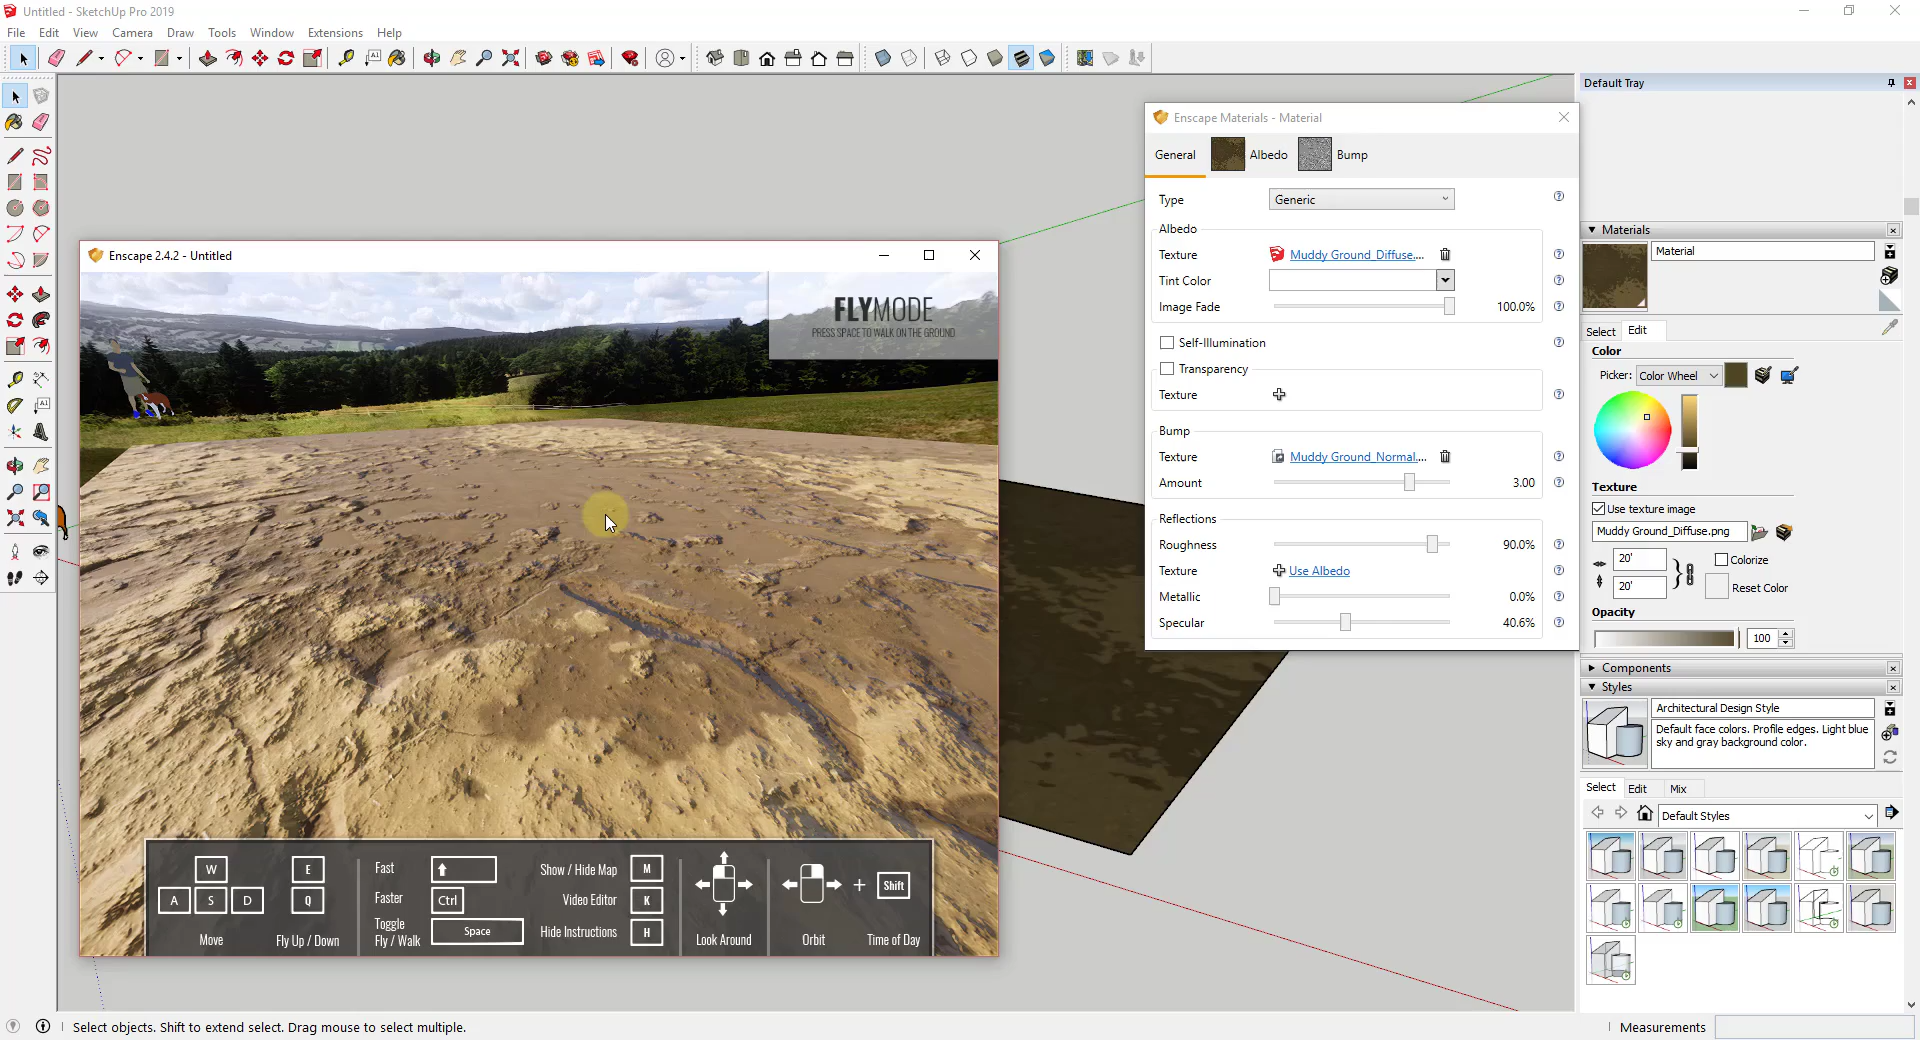 Untitled - SketchUp Pro 2019
File Edit View Camera Draw Tools Window Extensions Help
Default Tray
Enscape Materials - Material
General Albedo Bump
Type Generic
Albedo
Texture Muddy Ground_Diffuse....
Tint Color
Image Fade 100.0%
Self-Illumination
Transparency
Texture
Bump
Texture Muddy Ground_Normal....
Amount 3.00
Reflections
Roughness 90.0%
Texture Use Albedo
Metallic 0.0%
Specular 40.6%
Enscape 2.4.2 - Untitled
FLYMODE
PRESS SPACE TO WALK ON THE GROUND
W E
A S D Q
Move Fly Up / Down
Fast
Faster Ctrl
Toggle
Fly / Walk Space
Show / Hide Map M
Video Editor K
Hide Instructions H
Look Around
Orbit
+ Shift
Time of Day
Materials
Material
Select Edit
Color
Picker: Color Wheel
Texture
Use texture image
Muddy Ground_Diffuse.png
20'
Colorize
20'
Reset Color
Opacity
100
Components
Styles
Architectural Design Style
Default face colors. Profile edges. Light blue
sky and gray background color.
Select Edit Mix
Default Styles
Select objects. Shift to extend select. Drag mouse to select multiple.
Measurements